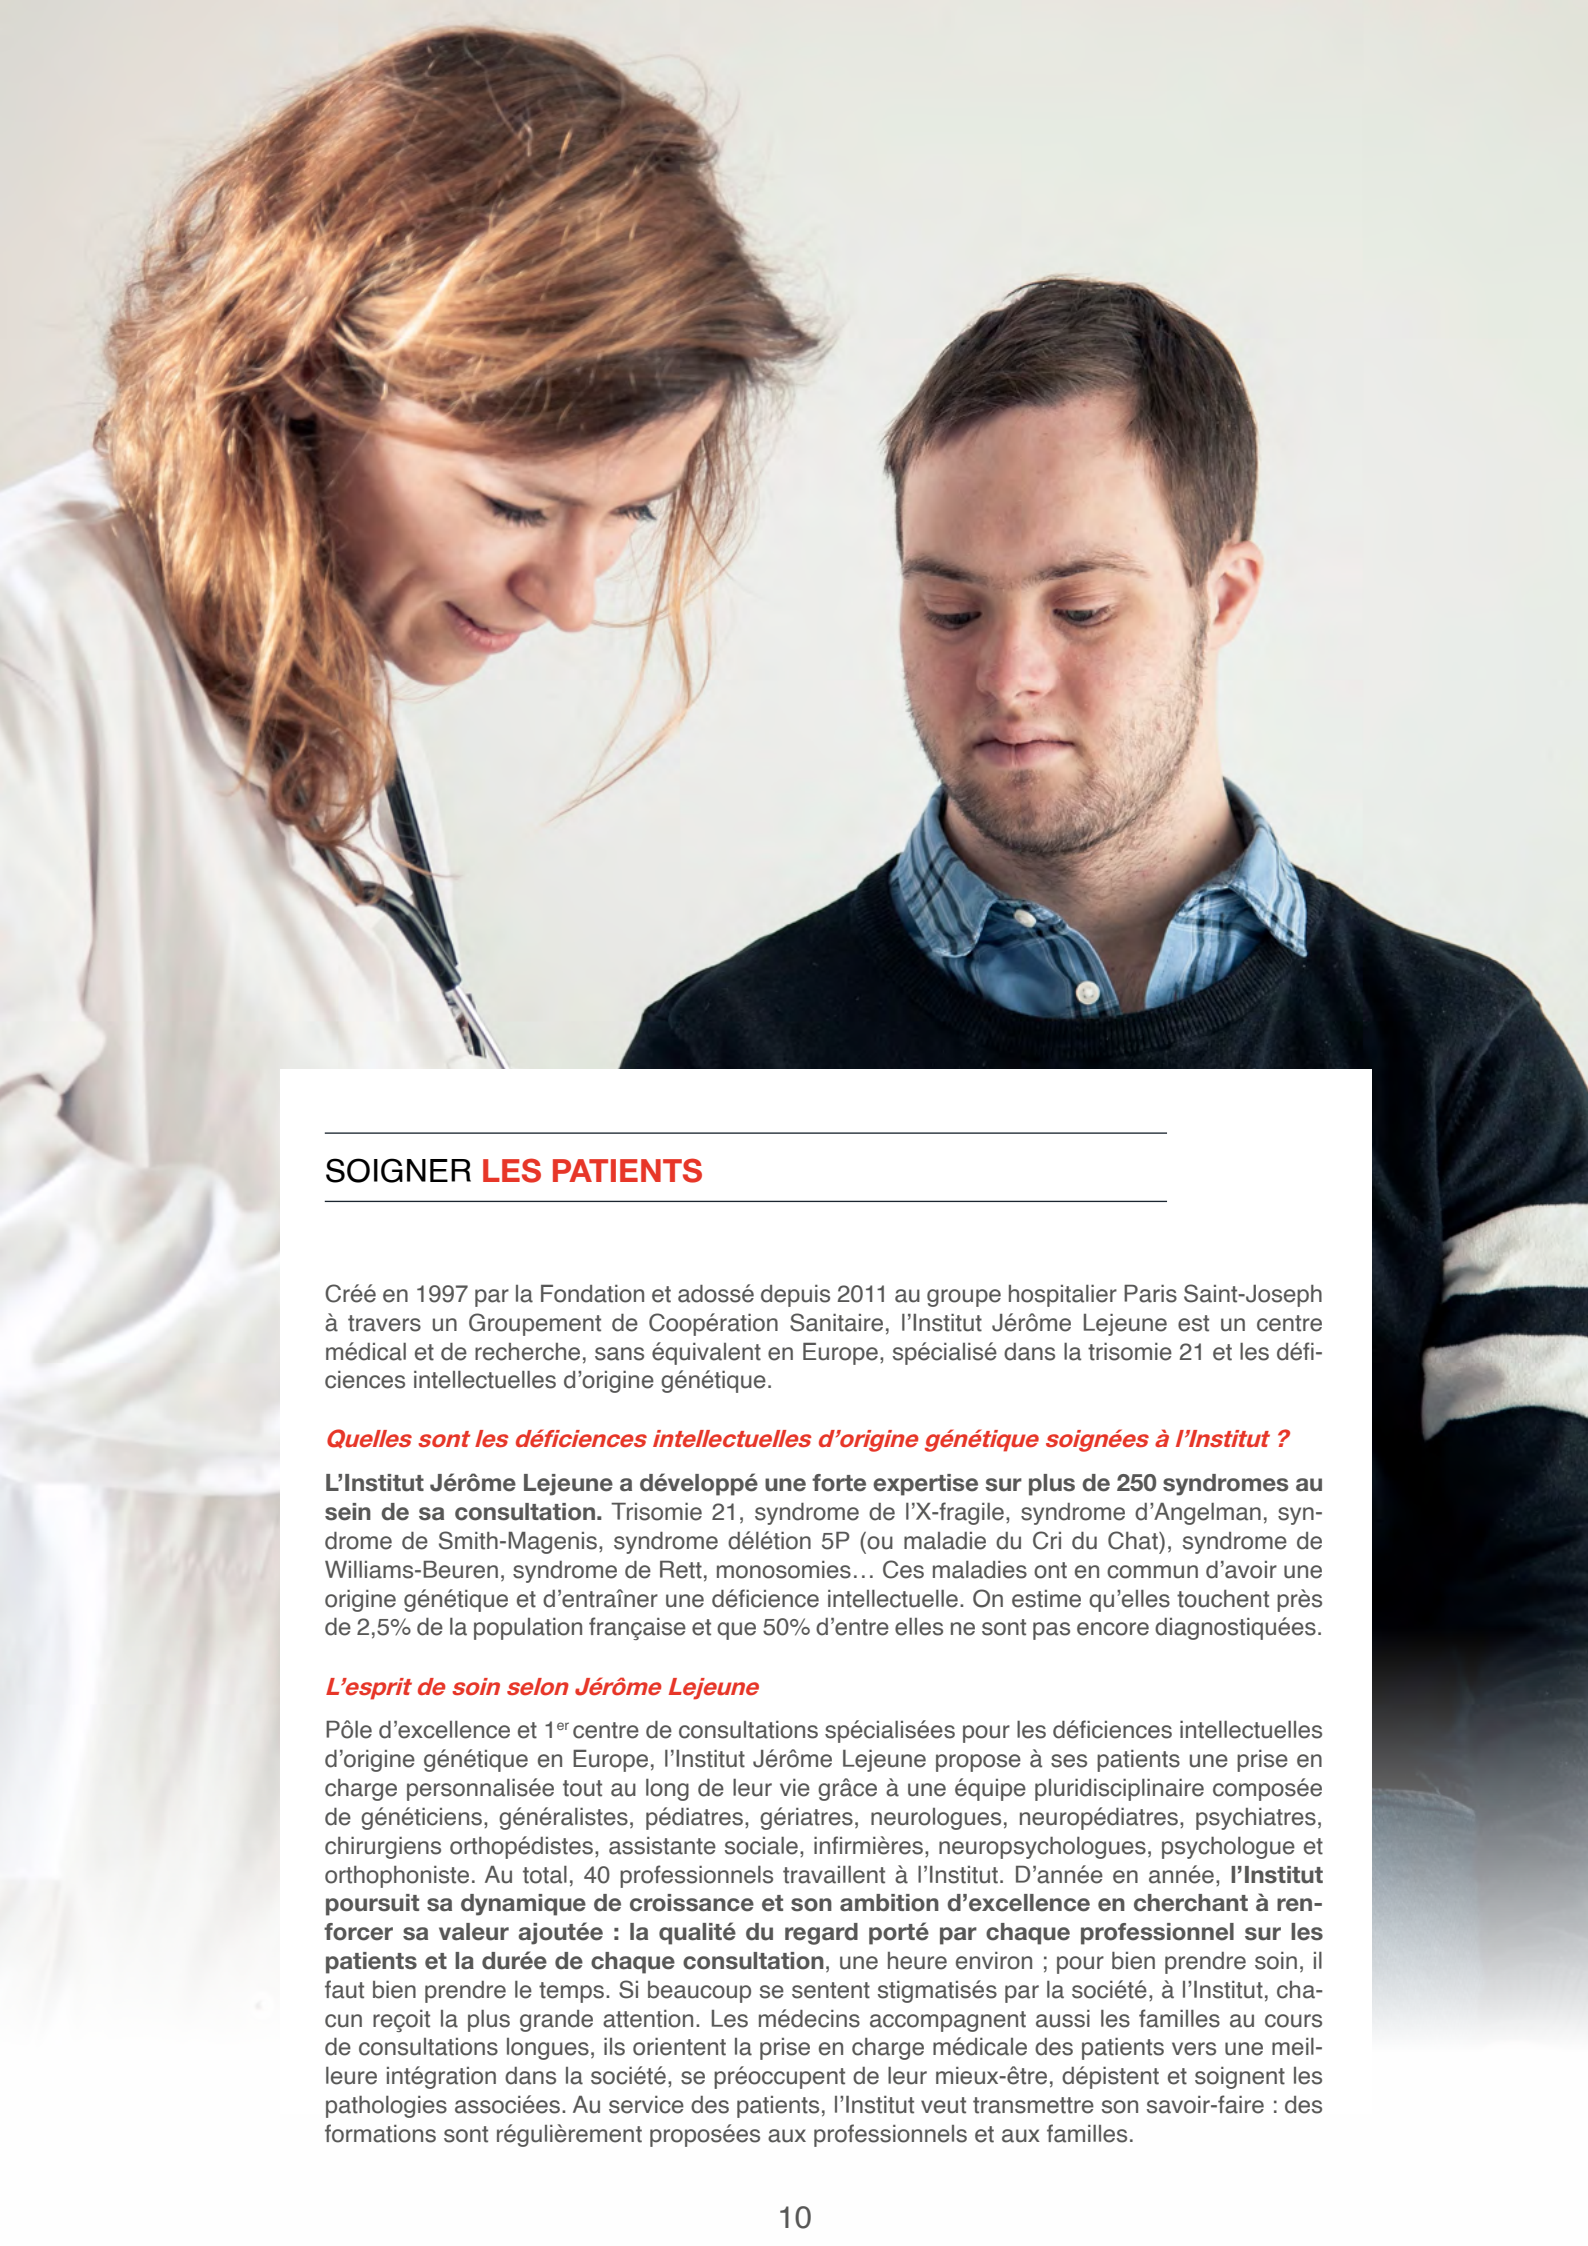 SOIGNER LES PATIENTS
Créé en 1997 par la Fondation et adossé depuis 2011 au groupe hospitalier Paris Saint-Joseph
à travers un Groupement de Coopération Sanitaire, l’Institut Jérôme Lejeune est un centre
médical et de recherche, sans équivalent en Europe, spécialisé dans la trisomie 21 et les défi-
ciences intellectuelles d’origine génétique.
Quelles sont les déficiences intellectuelles d’origine génétique soignées à l’Institut ?
L’Institut Jérôme Lejeune a développé une forte expertise sur plus de 250 syndromes au
sein de sa consultation. Trisomie 21, syndrome de l’X-fragile, syndrome d’Angelman, syn-
drome de Smith-Magenis, syndrome délétion 5P (ou maladie du Cri du Chat), syndrome de
Williams-Beuren, syndrome de Rett, monosomies… Ces maladies ont en commun d’avoir une
origine génétique et d’entraîner une déficience intellectuelle. On estime qu’elles touchent près
de 2,5% de la population française et que 50% d’entre elles ne sont pas encore diagnostiquées.
L’esprit de soin selon Jérôme Lejeune
Pôle d’excellence et 1er centre de consultations spécialisées pour les déficiences intellectuelles
d’origine génétique en Europe, l’Institut Jérôme Lejeune propose à ses patients une prise en
charge personnalisée tout au long de leur vie grâce à une équipe pluridisciplinaire composée
de généticiens, généralistes, pédiatres, gériatres, neurologues, neuropédiatres, psychiatres,
chirurgiens orthopédistes, assistante sociale, infirmières, neuropsychologues, psychologue et
orthophoniste. Au total, 40 professionnels travaillent à l’Institut. D’année en année, l’Institut
poursuit sa dynamique de croissance et son ambition d’excellence en cherchant à ren-
forcer sa valeur ajoutée : la qualité du regard porté par chaque professionnel sur les
patients et la durée de chaque consultation, une heure environ ; pour bien prendre soin, il
faut bien prendre le temps. Si beaucoup se sentent stigmatisés par la société, à l’Institut, cha-
cun reçoit la plus grande attention. Les médecins accompagnent aussi les familles au cours
de consultations longues, ils orientent la prise en charge médicale des patients vers une meil-
leure intégration dans la société, se préoccupent de leur mieux-être, dépistent et soignent les
pathologies associées. Au service des patients, l’Institut veut transmettre son savoir-faire : des
formations sont régulièrement proposées aux professionnels et aux familles.
10